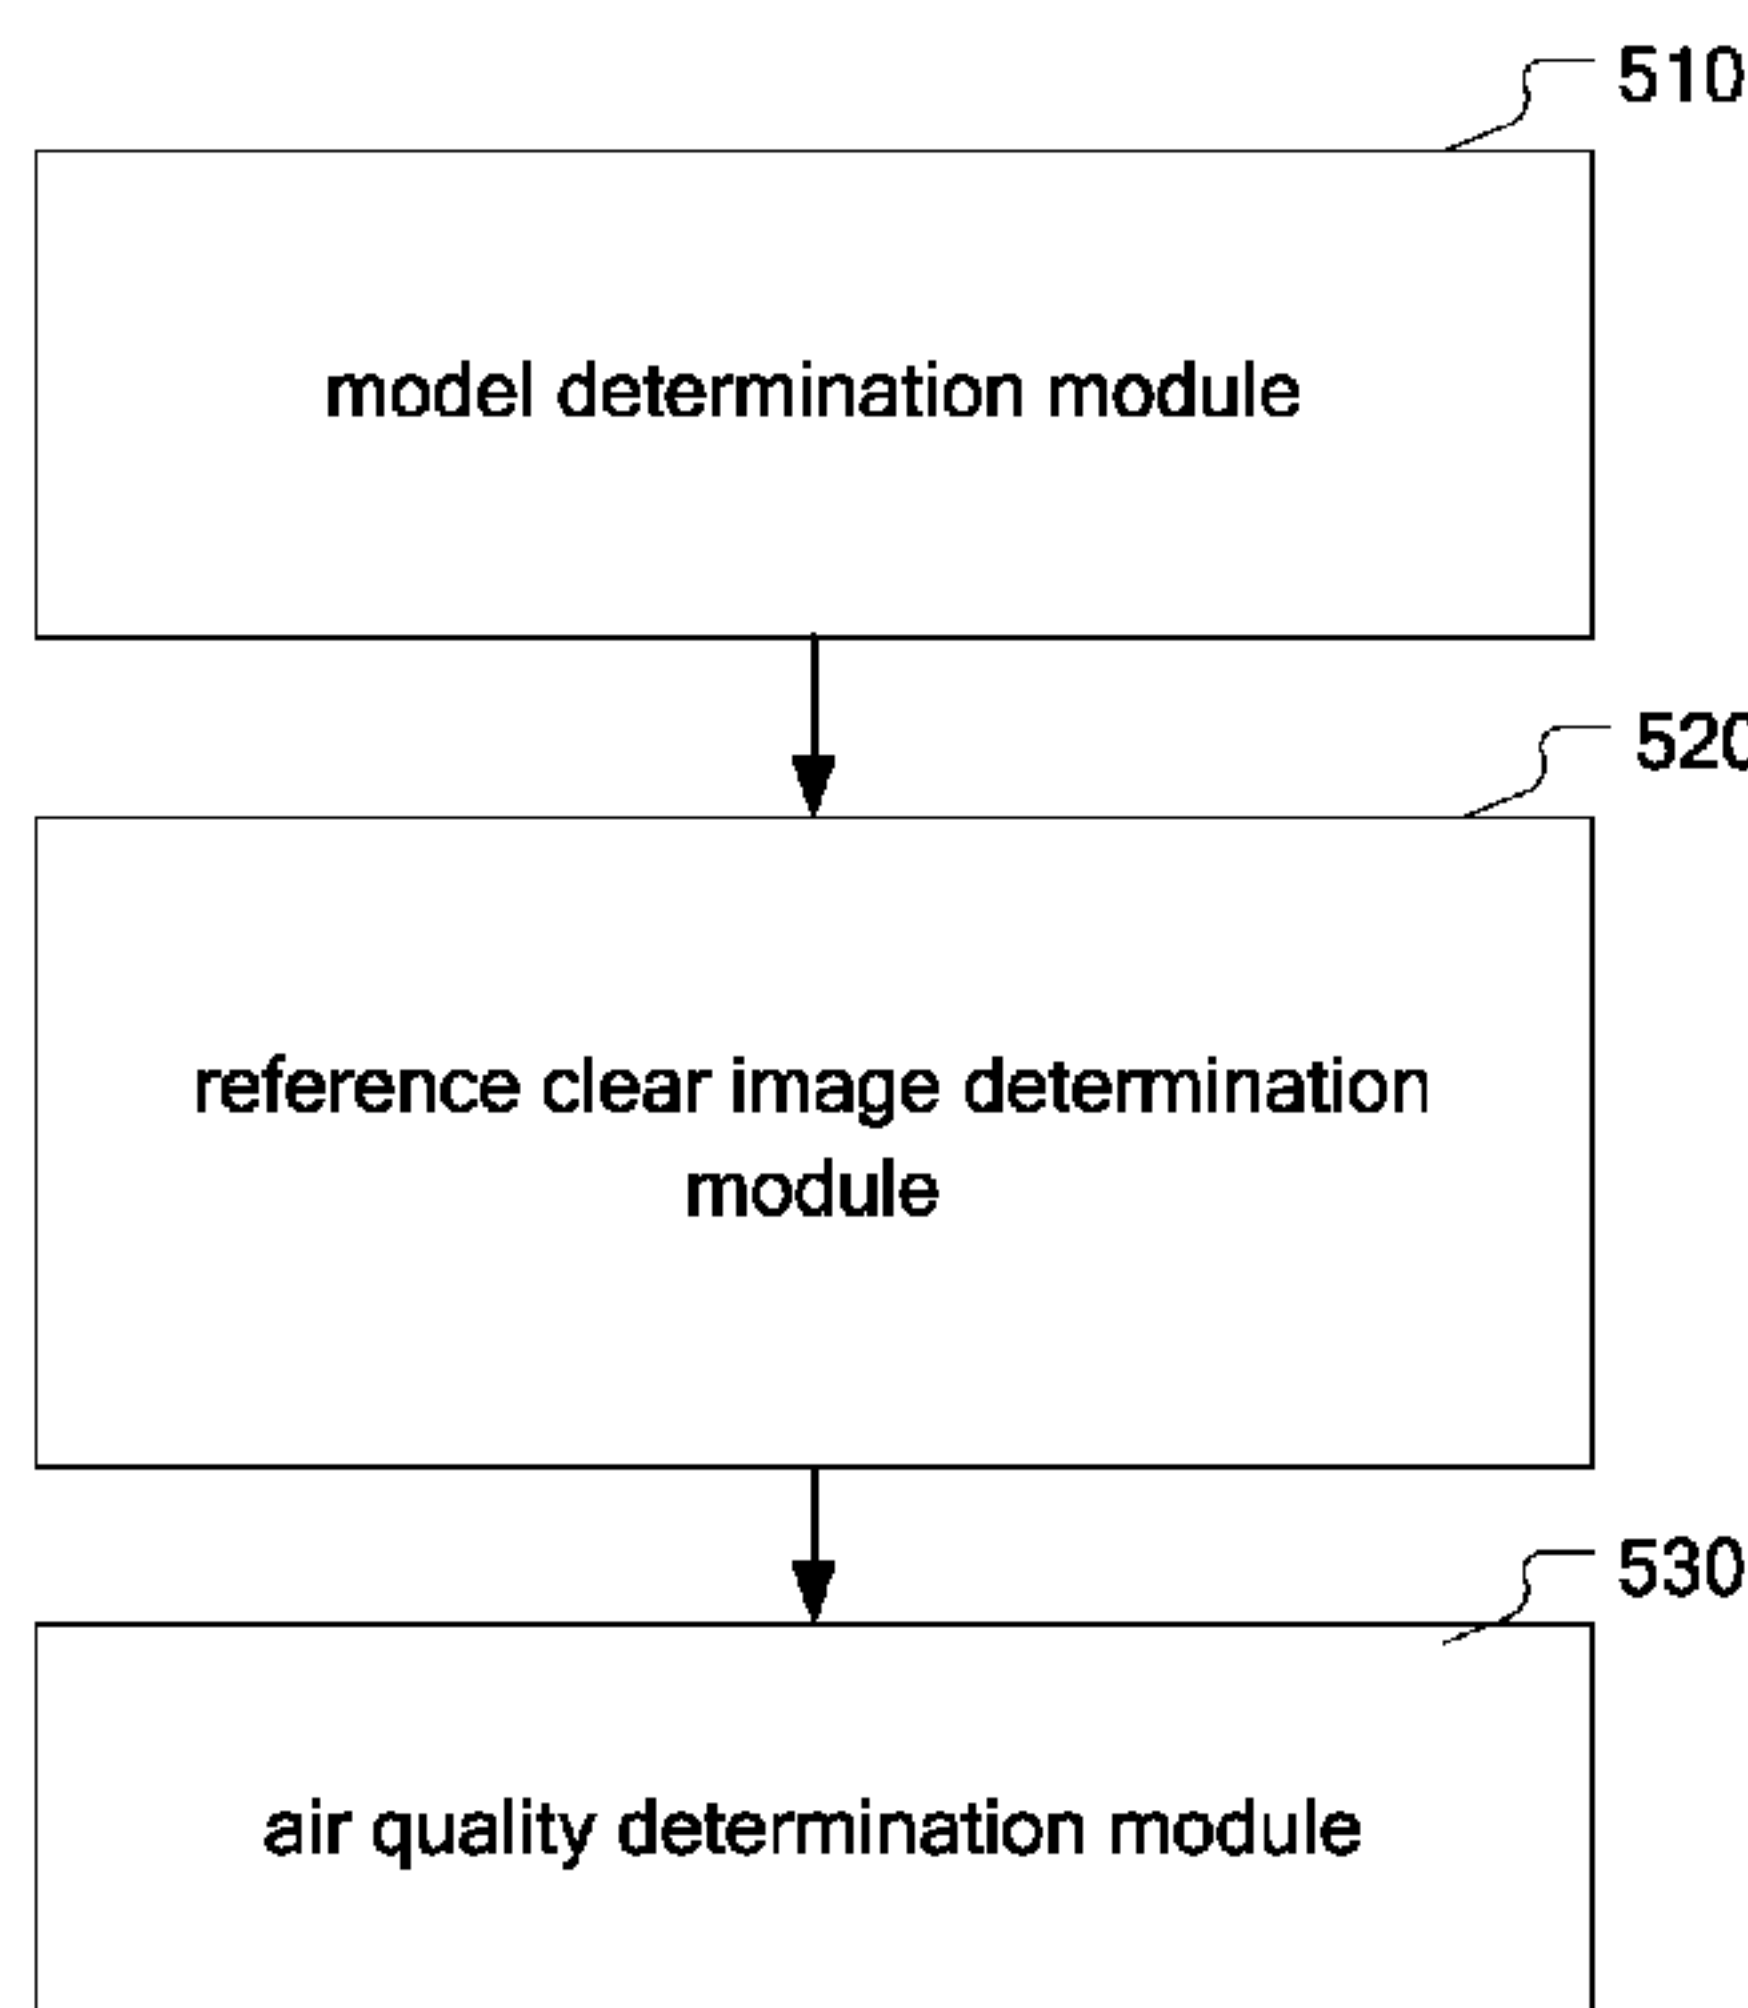 510
model determination module
520
reference clear image determination
module
530
air quality determination module